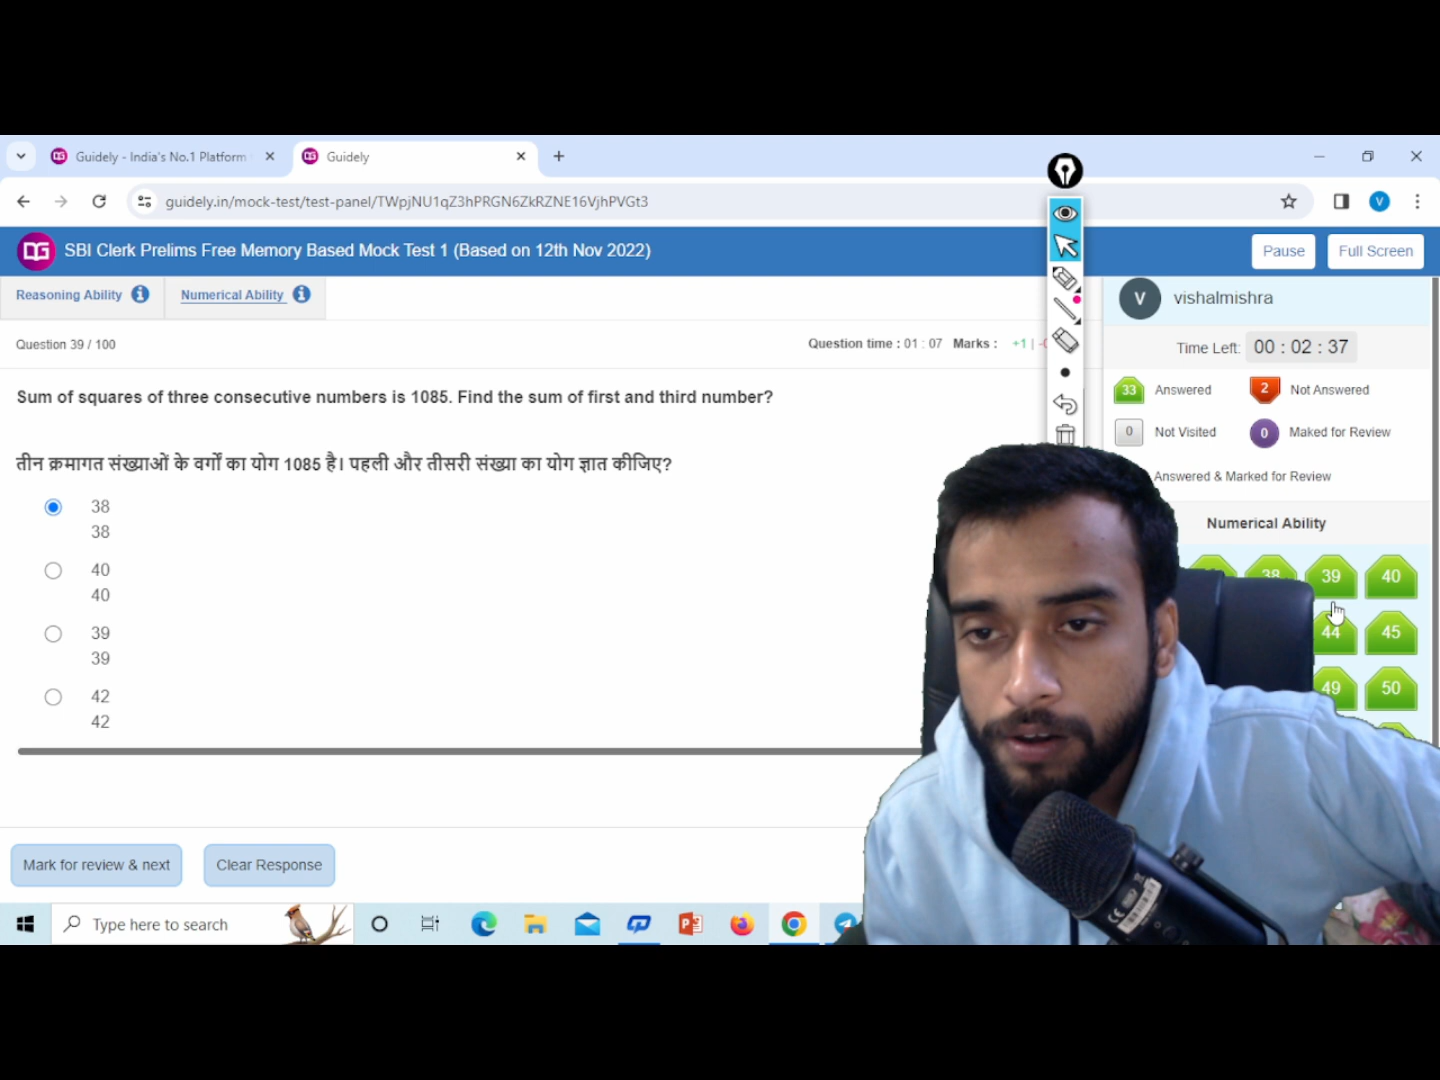 Guidely - India's No.1 Platform
Guidely
guidely.in/mock-test/test-panel/TWpjNU1qZ3hPRGN6ZkRZNE16VjhPVGt3
V
DG
SBI Clerk Prelims Free Memory Based Mock Test 1 (Based on 12th Nov 2022)
Pause
Full Screen
Reasoning Ability
Numerical Ability
V
vishalmishra
Question 39 / 100
Question time : 01 : 07 Marks : +1 |
Time Left: 00 : 02 : 37
33 Answered
2 Not Answered
0 Not Visited
0 Maked for Review
Answered & Marked for Review
Sum of squares of three consecutive numbers is 1085. Find the sum of first and third number?
तीन क्रमागत संख्याओं के वर्गों का योग 1085 है। पहली और तीसरी संख्या का योग ज्ञात कीजिए?
38
38
40
40
39
39
42
42
Numerical Ability
38 39 40
44 45
49 50
Mark for review & next
Clear Response
Type here to search